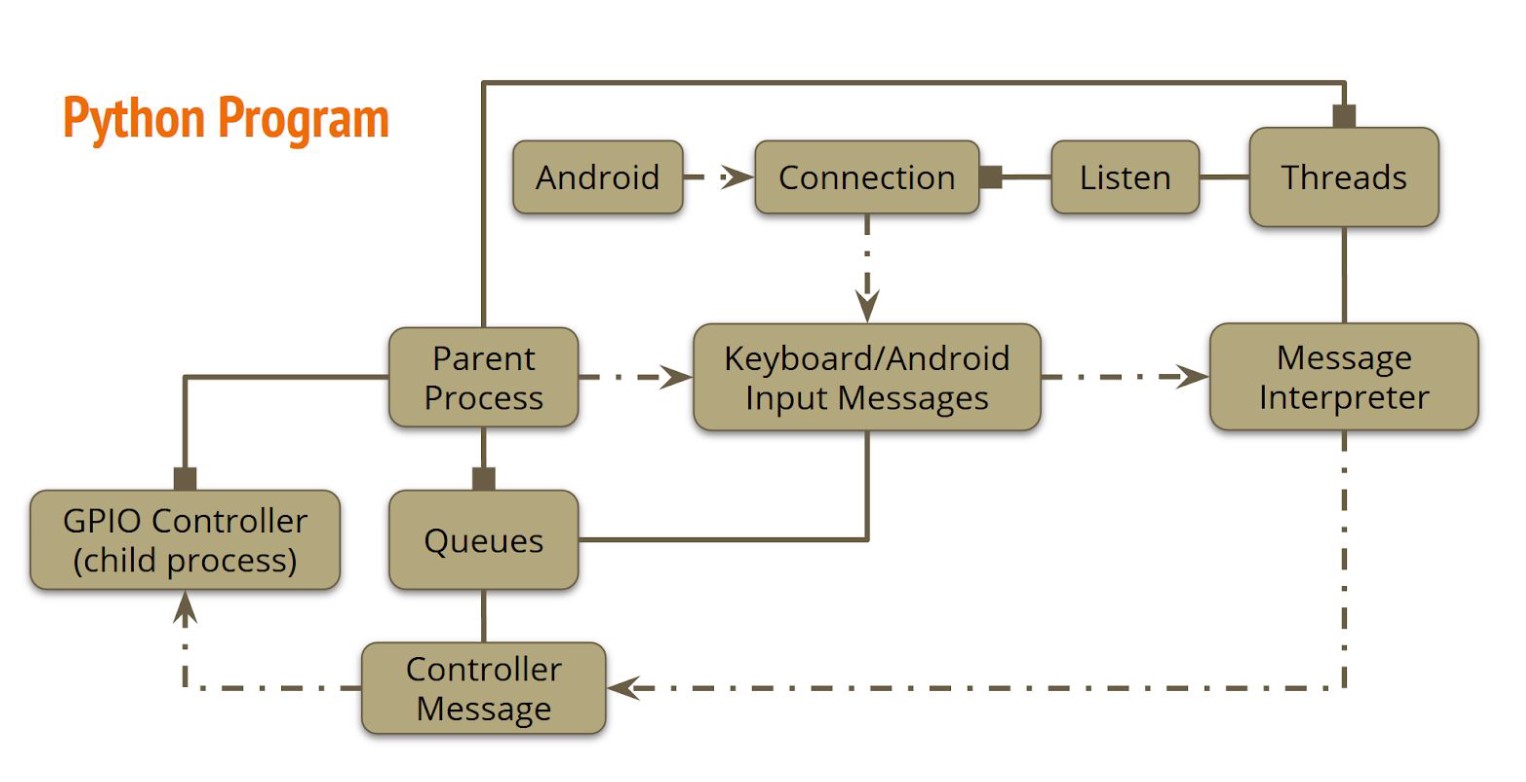 Python Program
Android
Connection
Listen
Threads
Parent
Process
Keyboard/Android
Input Messages
Message
Interpreter
GPIO Controller
(child process)
Queues
Controller
Message